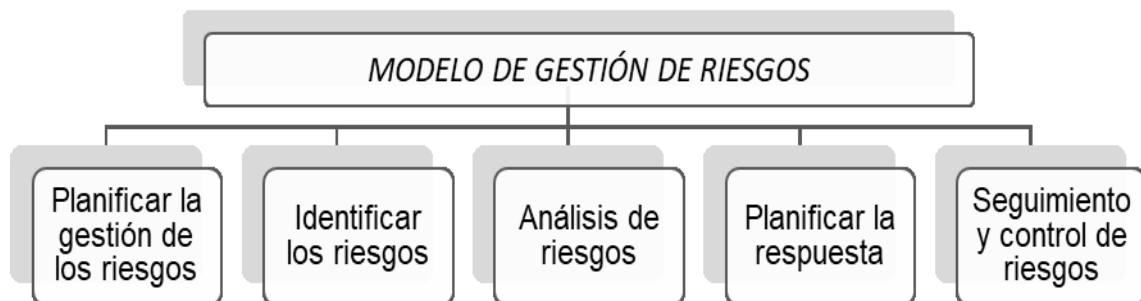 MODELO DE GESTIÓN DE RIESGOS
Planificar la
gestión de
los riesgos
Identificar
los riesgos
Análisis de
riesgos
Planificar la
respuesta
Seguimiento
y control de
riesgos